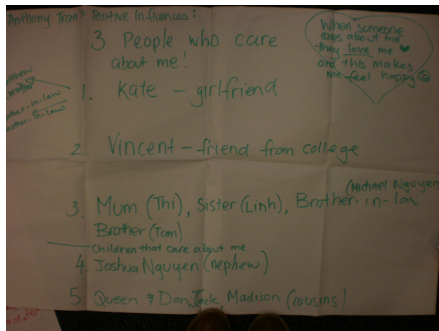 Anthony Tran Positive Influences:
3 People who care
about me!
When someone
cares about me
they love me
and this makes
me feel happy
1. Kate - girlfriend
2. Vincent - friend from college
(Michael Nguyen)
3. Mum (Thi), Sister (Linh), Brother-in-law
Brother (Tom)
Children that care about me
4. Joshua Nguyen (nephew)
5. Queen & Dan, Jack, Madison (cousins)